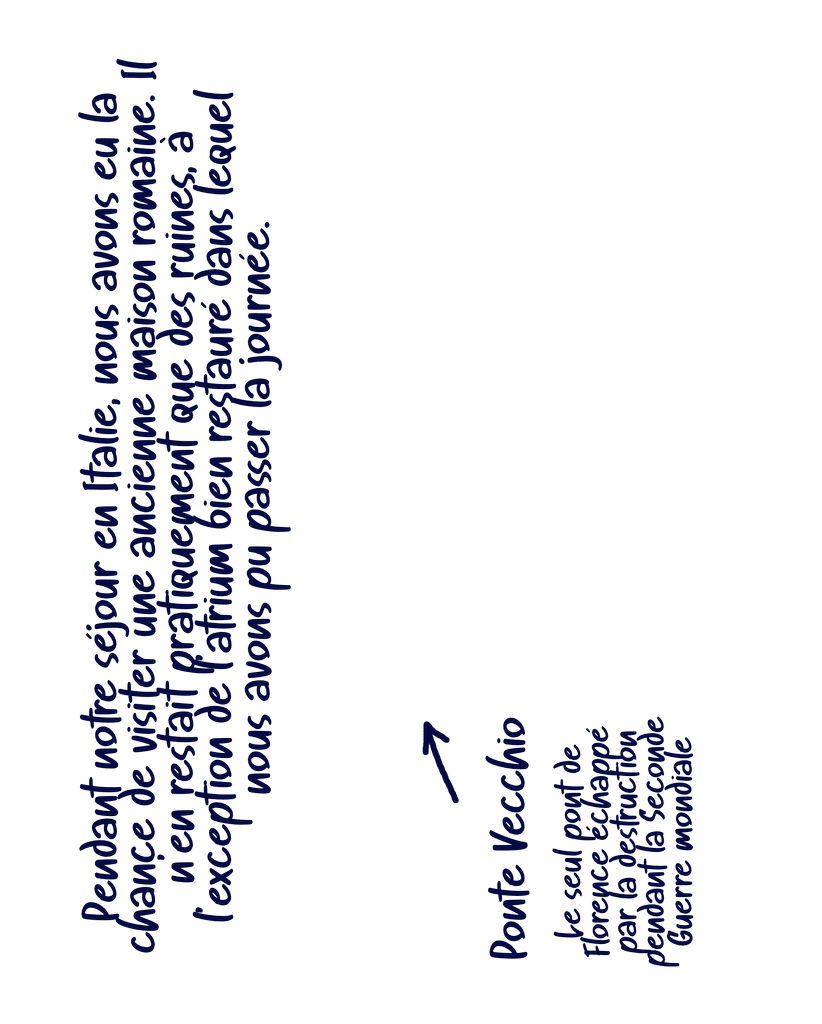 Pendant notre séjour en Italie, nous avons eu la
chance de visiter une ancienne maison romaine. Il
n'en restait pratiquement que des ruines, à
l'exception de l'atrium bien restauré dans lequel
nous avons pu passer la journée.
Ponte Vecchio
Le seul pont de
Florence échappé
par la destruction
pendant la Seconde
Guerre mondiale